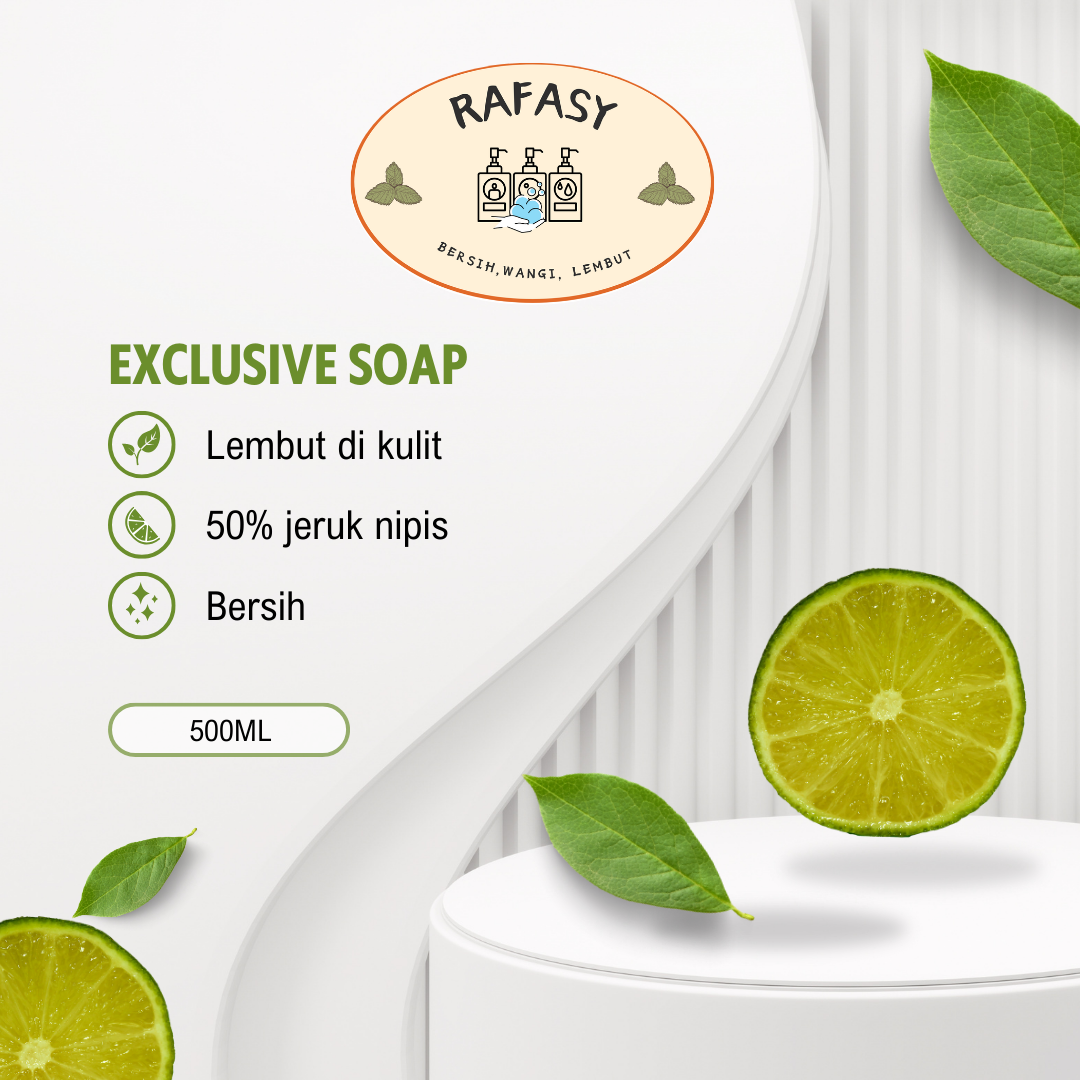 RAFASY
BERSIH,WANGI, LEMBUT
EXCLUSIVE SOAP
Lembut di kulit
50% jeruk nipis
Bersih
500ML